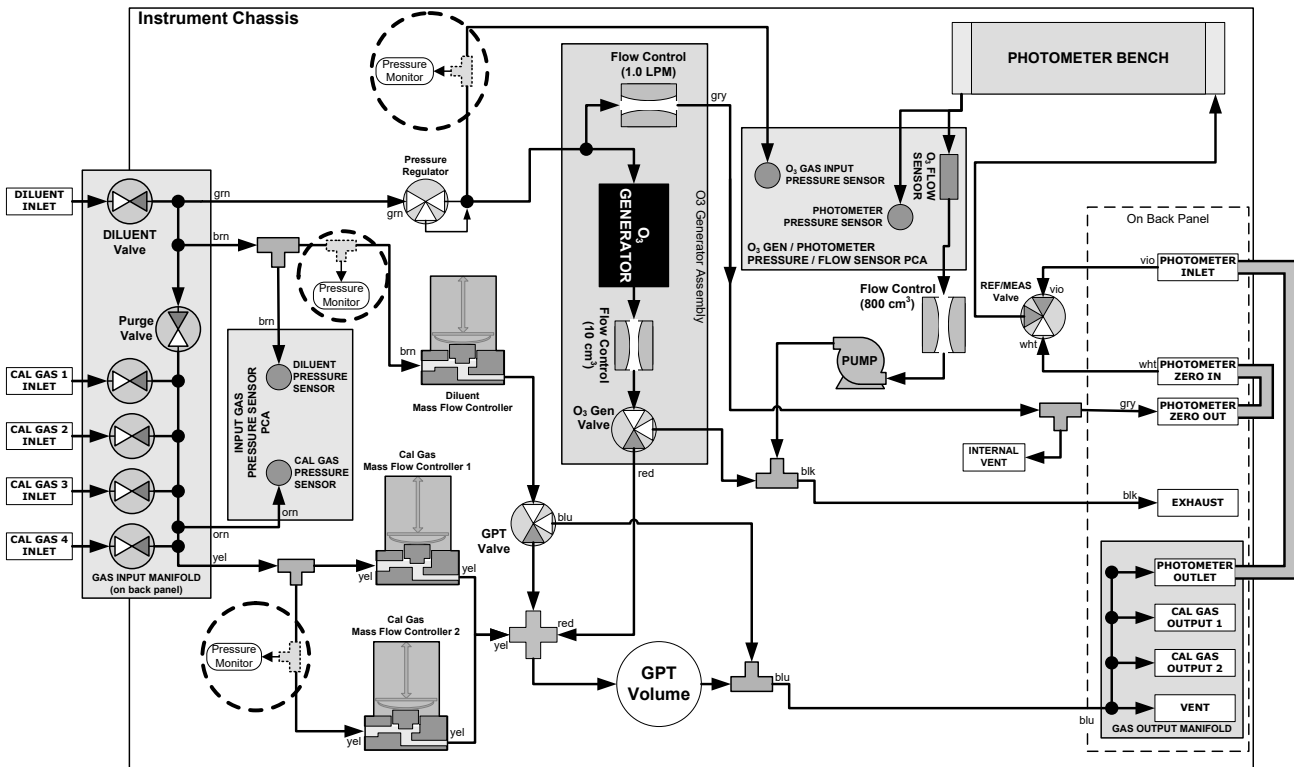 Instrument Chassis
Pressure
Monitor
Flow Control
(1.0 LPM)
gry
PHOTOMETER BENCH
DILUENT
INLET
DILUENT
Valve
grn
brn
Pressure
Regulator
grn
O3
GENERATOR
O3 Generator Assembly
O3 GAS INPUT
PRESSURE SENSOR
O3 FLOW
SENSOR
PHOTOMETER
PRESSURE SENSOR
O3 GEN / PHOTOMETER
PRESSURE / FLOW SENSOR PCA
On Back Panel
vio
PHOTOMETER
INLET
REF/MEAS
Valve
vio
wht
wht
PHOTOMETER
ZERO IN
gry
PHOTOMETER
ZERO OUT
Pressure
Monitor
Purge
Valve
brn
brn
Flow Control
(10 cm3)
Flow Control
(800 cm3)
PUMP
CAL GAS 1
INLET
CAL GAS 2
INLET
CAL GAS 3
INLET
CAL GAS 4
INLET
INPUT GAS
PRESSURE SENSOR
PCA
DILUENT
PRESSURE
SENSOR
CAL GAS
PRESSURE
SENSOR
orn
orn
yel
GAS INPUT MANIFOLD
(on back panel)
Diluent
Mass Flow Controller
O3 Gen
Valve
red
INTERNAL
VENT
blk
blk
EXHAUST
Cal Gas
Mass Flow Controller 1
yel
yel
GPT
Valve
blu
Cal Gas
Mass Flow Controller 2
yel
red
Pressure
Monitor
yel
yel
GPT
Volume
blu
blu
PHOTOMETER
OUTLET
CAL GAS
OUTPUT 1
CAL GAS
OUTPUT 2
VENT
GAS OUTPUT MANIFOLD